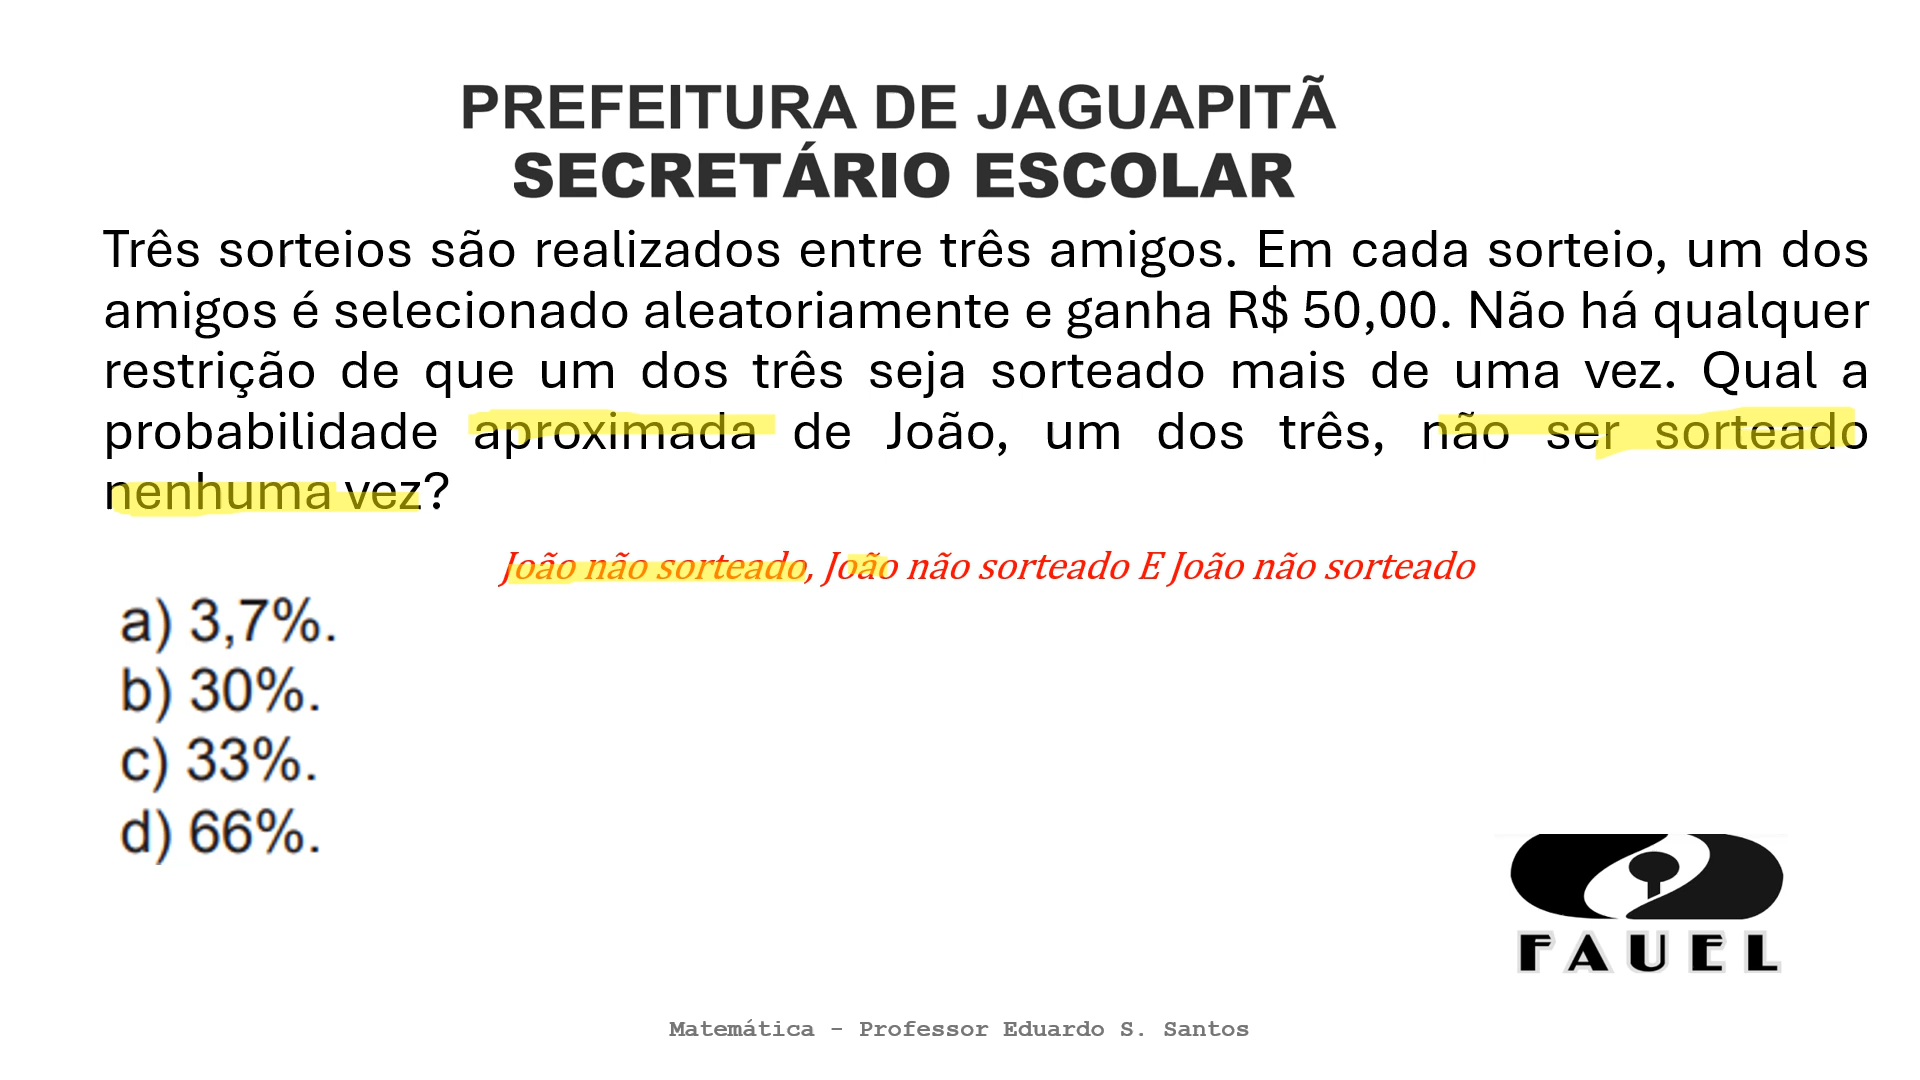 PREFEITURA DE JAGUAPITÃ
SECRETÁRIO ESCOLAR
Três sorteios são realizados entre três amigos. Em cada sorteio, um dos
amigos é selecionado aleatoriamente e ganha R$ 50,00. Não há qualquer
restrição de que um dos três seja sorteado mais de uma vez. Qual a
probabilidade aproximada de João, um dos três, não ser sorteado
nenhuma vez?
João não sorteado, João não sorteado E João não sorteado
a) 3,7%.
b) 30%.
c) 33%.
d) 66%.
FAUEL
Matemática - Professor Eduardo S. Santos